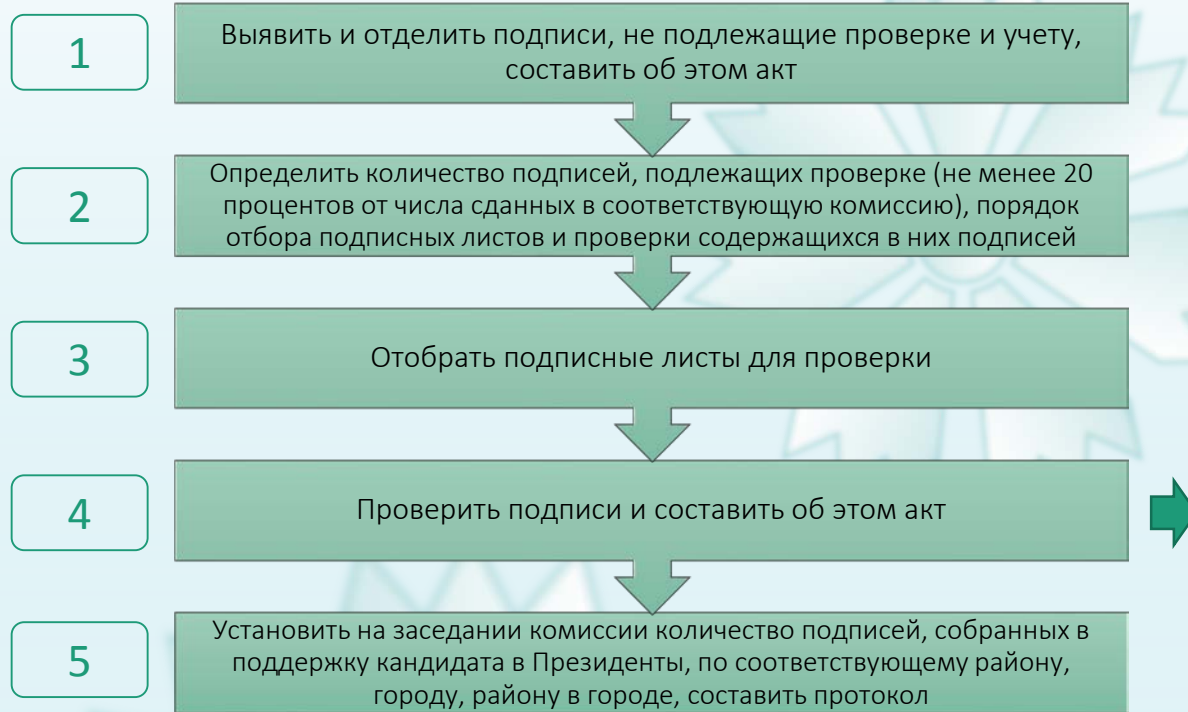 1
Выявить и отделить подписи, не подлежащие проверке и учету,
составить об этом акт
2
Определить количество подписей, подлежащих проверке (не менее 20
процентов от числа сданных в соответствующую комиссию), порядок
отбора подписных листов и проверки содержащихся в них подписей
3
Отобрать подписные листы для проверки
4
Проверить подписи и составить об этом акт
5
Установить на заседании комиссии количество подписей, собранных в
поддержку кандидата в Президенты, по соответствующему району,
городу, району в городе, составить протокол